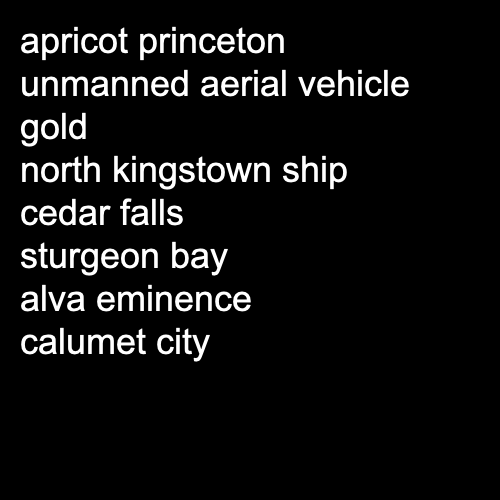 apricot princeton
unmanned aerial vehicle
gold
north kingstown ship
cedar falls
sturgeon bay
alva eminence
calumet city